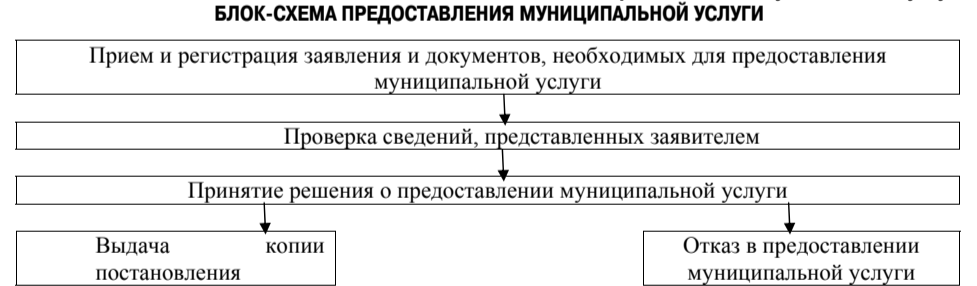 БЛОК-СХЕМА ПРЕДОСТАВЛЕНИЯ МУНИЦИПАЛЬНОЙ УСЛУГИ
Прием и регистрация заявления и документов, необходимых для предоставления
муниципальной услуги
Проверка сведений, представленных заявителем
Принятие решения о предоставлении муниципальной услуги
Выдача копии
постановления
Отказ в предоставлении
муниципальной услуги